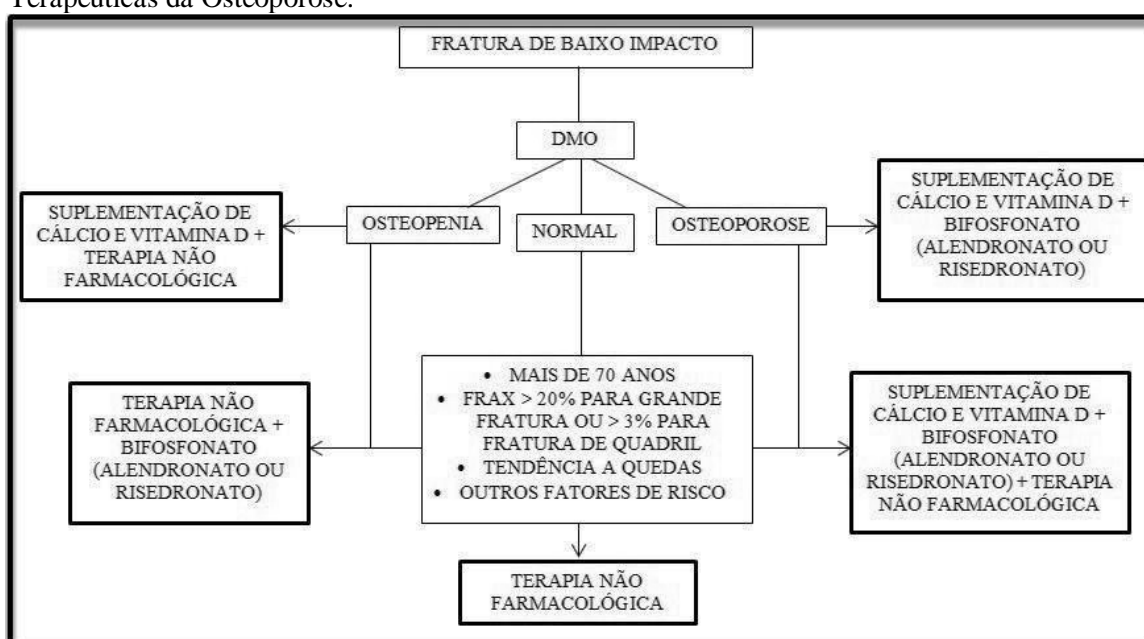 Terapêuticas da Osteoporose.
FRATURA DE BAIXO IMPACTO
DMO
OSTEOPENIA
NORMAL
OSTEOPOROSE
SUPLEMENTAÇÃO DE
CÁLCIO E VITAMINA D +
TERAPIA NÃO
FARMACOLÓGICA
SUPLEMENTAÇÃO DE
CÁLCIO E VITAMINA D +
BIFOSFONATO
(ALENDRONATO OU
RISEDRONATO)
TERAPIA NÃO
FARMACOLÓGICA +
BIFOSFONATO
(ALENDRONATO OU
RISEDRONATO)
• MAIS DE 70 ANOS
• FRAX > 20% PARA GRANDE
FRATURA OU > 3% PARA
FRATURA DE QUADRIL
• TENDÊNCIA A QUEDAS
• OUTROS FATORES DE RISCO
SUPLEMENTAÇÃO DE
CÁLCIO E VITAMINA D +
BIFOSFONATO
(ALENDRONATO OU
RISEDRONATO) + TERAPIA
NÃO FARMACOLÓGICA
TERAPIA NÃO
FARMACOLÓGICA